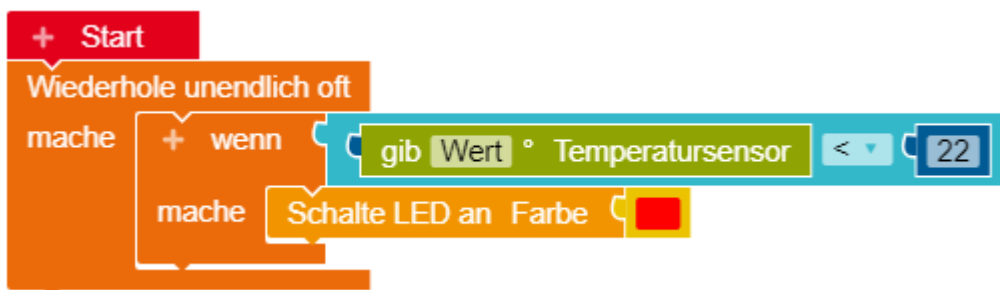 + Start
Wiederhole unendlich oft
mache + wenn gib Wert ° Temperatursensor < 22
mache Schalte LED an Farbe